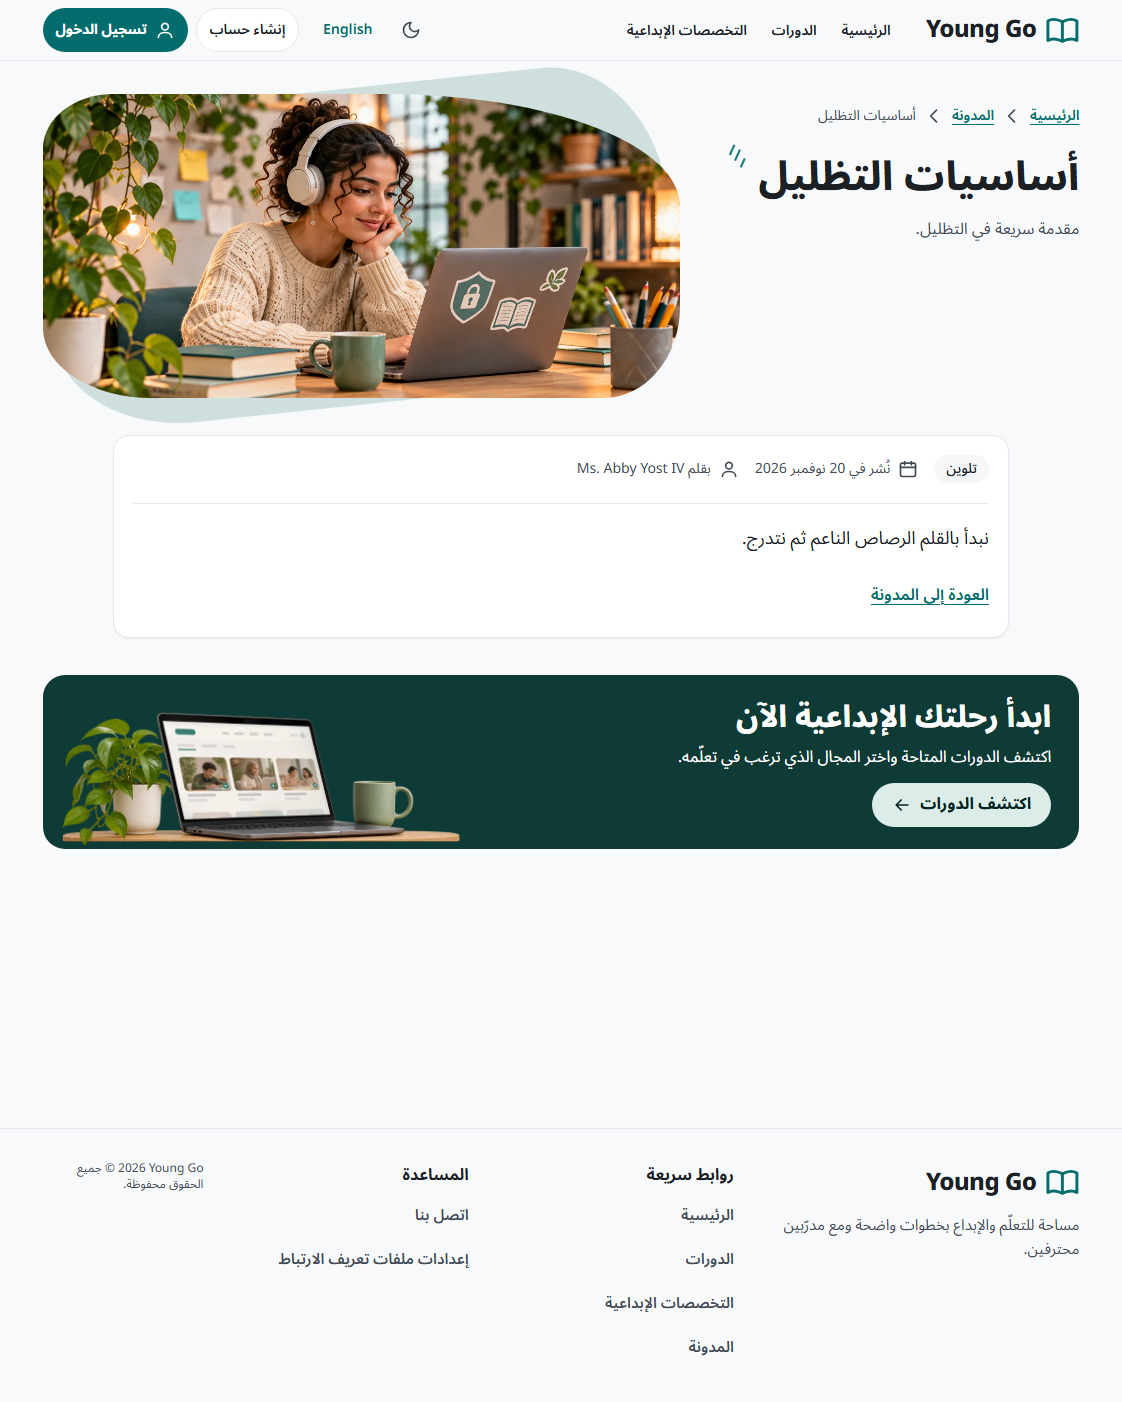 Young Go
الرئيسية
الدورات
التخصصات الإبداعية
English
إنشاء حساب
تسجيل الدخول
الرئيسية
المدونة
أساسيات التظليل
أساسيات التظليل
مقدمة سريعة في التظليل.
تلوين
نُشر في 20 نوفمبر 2026
بقلم Ms. Abby Yost IV
نبدأ بالقلم الرصاص الناعم ثم نتدرج.
العودة إلى المدونة
ابدأ رحلتك الإبداعية الآن
اكتشف الدورات المتاحة واختر المجال الذي ترغب في تعلّمه.
اكتشف الدورات
Young Go
مساحة للتعلّم والإبداع بخطوات واضحة ومع مدرّبين
محترفين.
روابط سريعة
الرئيسية
الدورات
التخصصات الإبداعية
المدونة
المساعدة
اتصل بنا
إعدادات ملفات تعريف الارتباط
© 2026 Young Go جميع
الحقوق محفوظة.